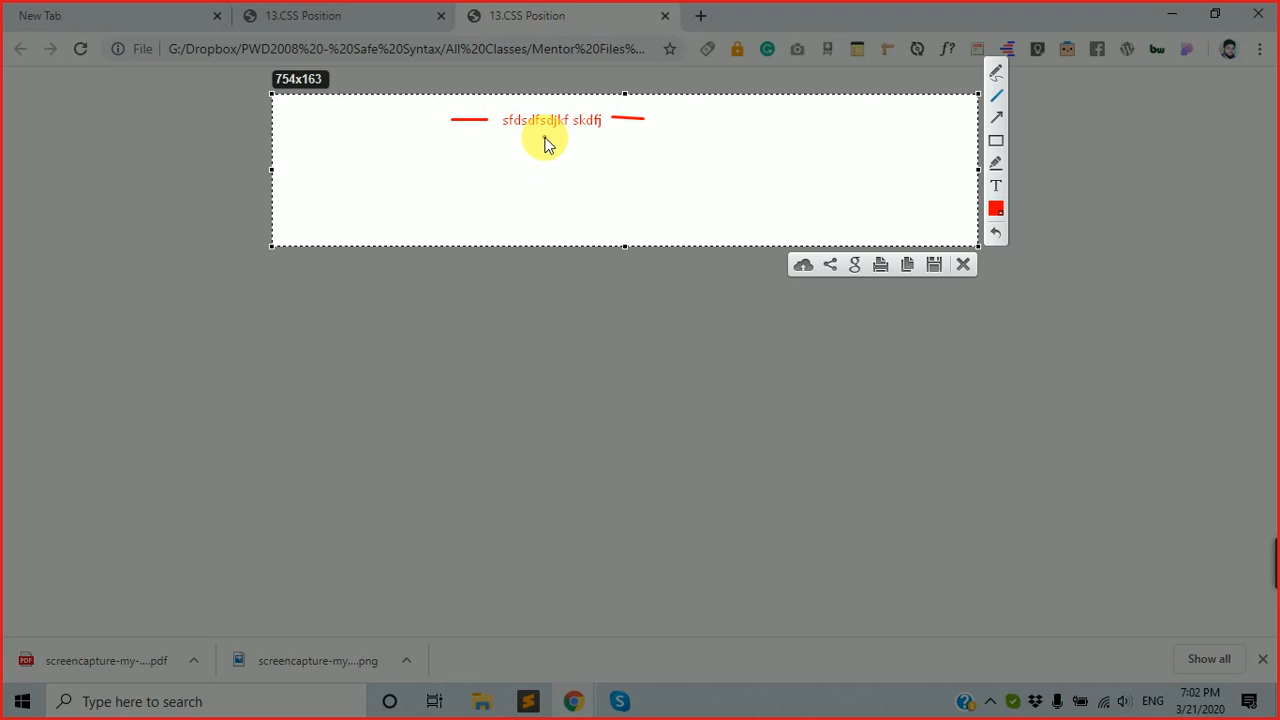 New Tab
13.CSS Position
13.CSS Position
File
G:/Dropbox/PWD2008%20-%20Safe%20Syntax/All%20Classes/Mentor%20Files%...
f?
bw
754x163
sfdsdfsdjkf skdfj
T
g
screencapture-my-....pdf
screencapture-my....png
Show all
Type here to search
ENG
7:02 PM
3/21/2020